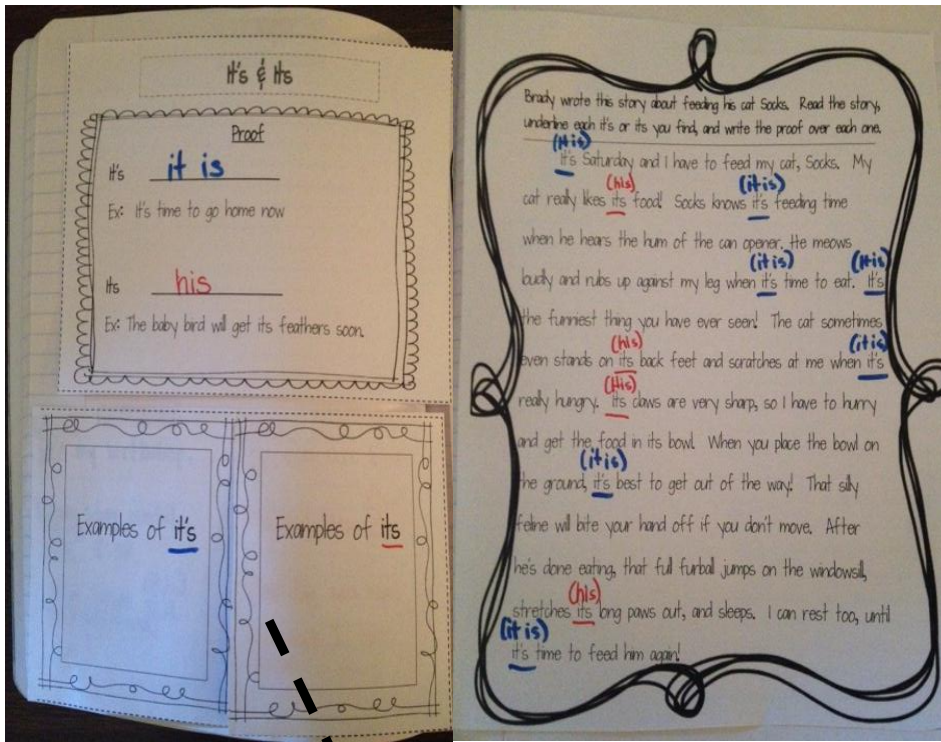 It's & Its
Proof
It's it is
Ex: It's time to go home now
Its his
Ex: The baby bird will get its feathers soon.
Examples of it's
Examples of its
Brady wrote this story about feeding his cat Socks. Read the story,
underline each it's or its you find, and write the proof over each one.
(It is)
It's Saturday and I have to feed my cat, Socks. My
(his) (it is)
cat really likes its food! Socks knows it's feeding time
when he hears the hum of the can opener. He meows
(it is) (It is)
loudly and rubs up against my leg when it's time to eat. It's
the funniest thing you have ever seen! The cat sometimes
(his) (it is)
even stands on its back feet and scratches at me when it's
(His)
really hungry. Its claws are very sharp, so I have to hurry
and get the food in its bowl. When you place the bowl on
(it is)
the ground, it's best to get out of the way! That silly
feline will bite your hand off if you don't move. After
he's done eating, that full furball jumps on the windowsill,
(his)
stretches its long paws out, and sleeps. I can rest too, until
(it is)
it's time to feed him again!